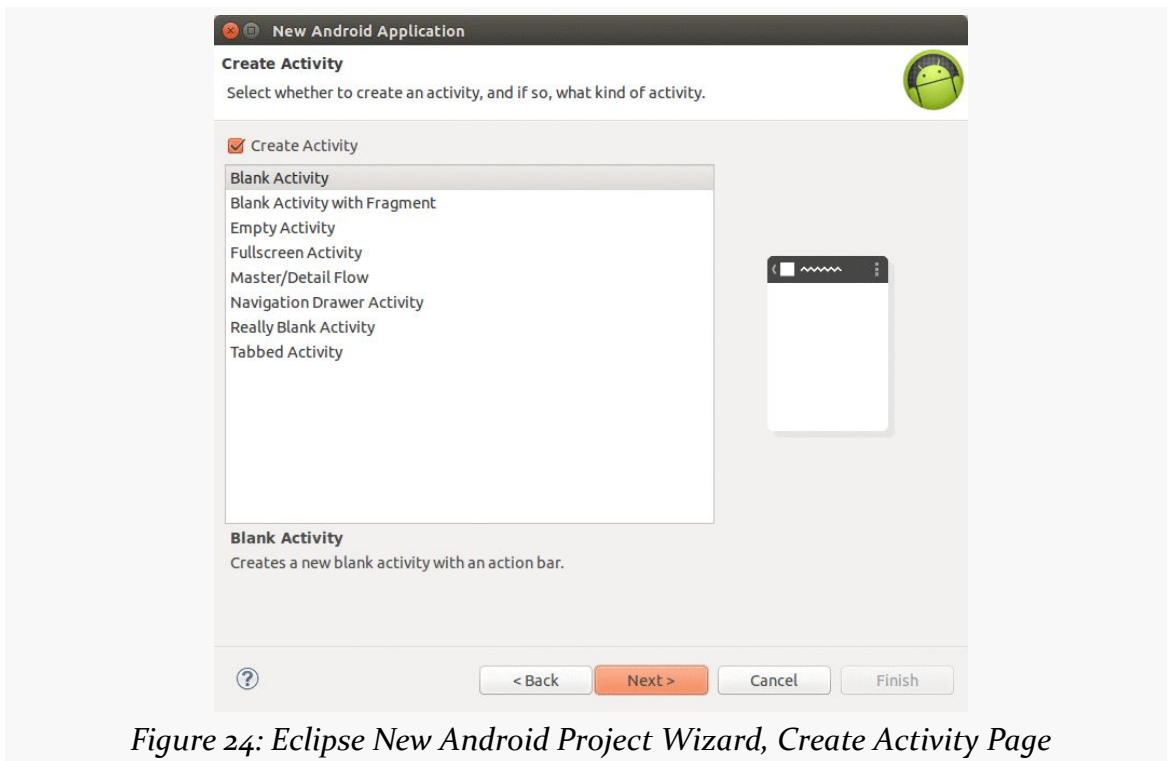 New Android Application
Create Activity
Select whether to create an activity, and if so, what kind of activity.
Create Activity
Blank Activity
Blank Activity with Fragment
Empty Activity
Fullscreen Activity
Master/Detail Flow
Navigation Drawer Activity
Really Blank Activity
Tabbed Activity
Blank Activity
Creates a new blank activity with an action bar.
?
< Back
Next >
Cancel
Finish
Figure 24: Eclipse New Android Project Wizard, Create Activity Page